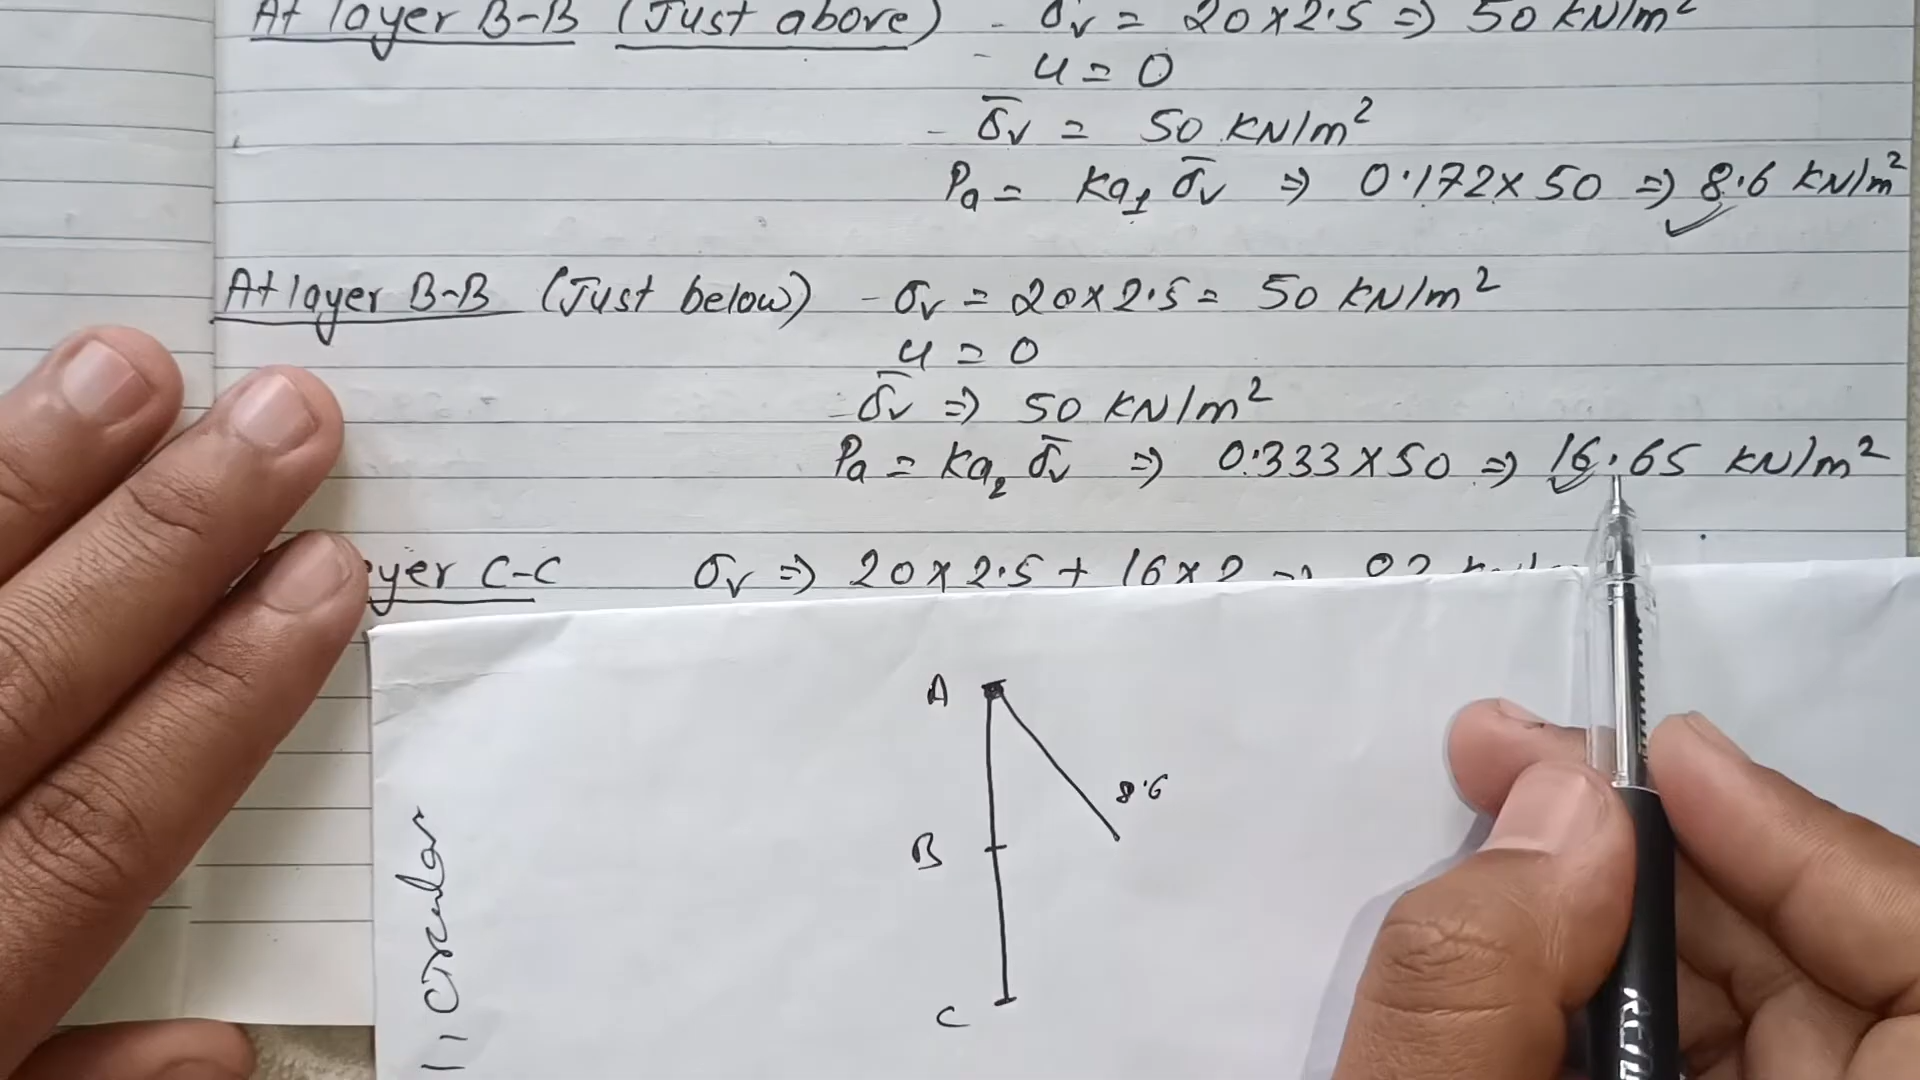 At layer B-B (Just above) - σv = 20×2.5 ⇒ 50 KN/m²
- u = 0
- σ̅v = 50 KN/m²
Pa = Ka1 σ̅v ⇒ 0.172×50 ⇒ 8.6 KN/m²
At layer B-B (Just below) - σv = 20×2.5 = 50 KN/m²
u = 0
- σ̅v ⇒ 50 KN/m²
Pa = Ka2 σ̅v ⇒ 0.333×50 ⇒ 16.65 KN/m²
C-C σv ⇒ 20×2.5 + 16×2
A
8.6
B
C